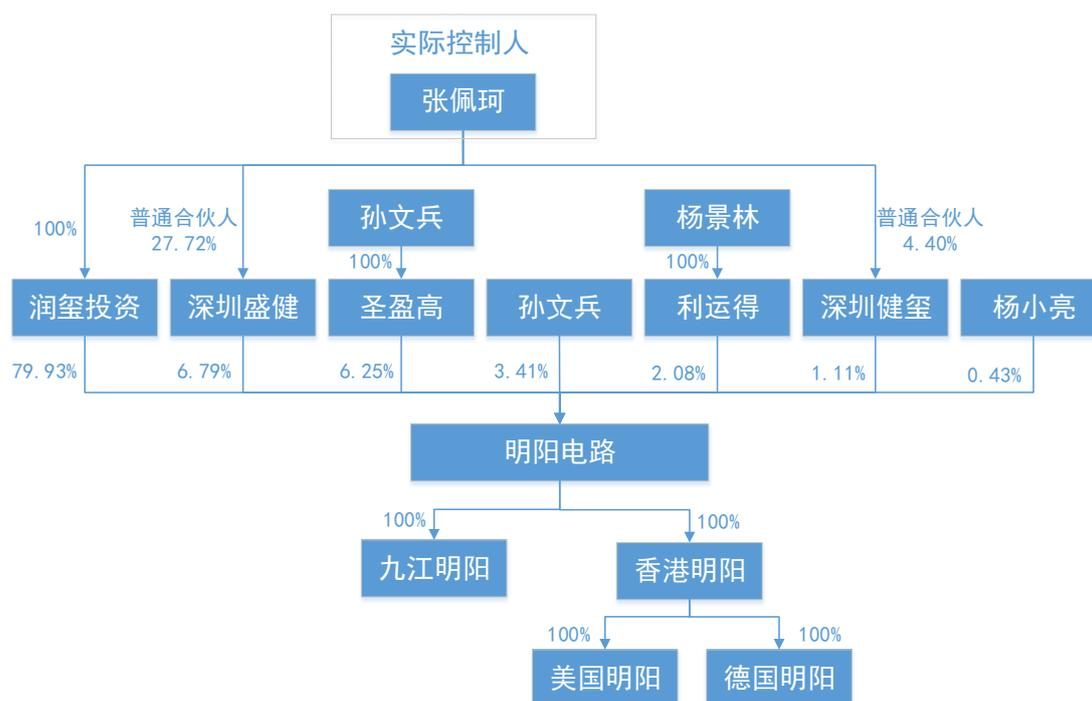 实际控制人
张佩珂
100%
普通合伙人
27.72%
孙文兵
100%
杨景林
100%
普通合伙人
4.40%
润玺投资
深圳盛健
圣盈高
孙文兵
利运得
深圳健玺
杨小亮
79.93%
6.79%
6.25%
3.41%
2.08%
1.11%
0.43%
明阳电路
100%
100%
九江明阳
香港明阳
100%
100%
美国明阳
德国明阳